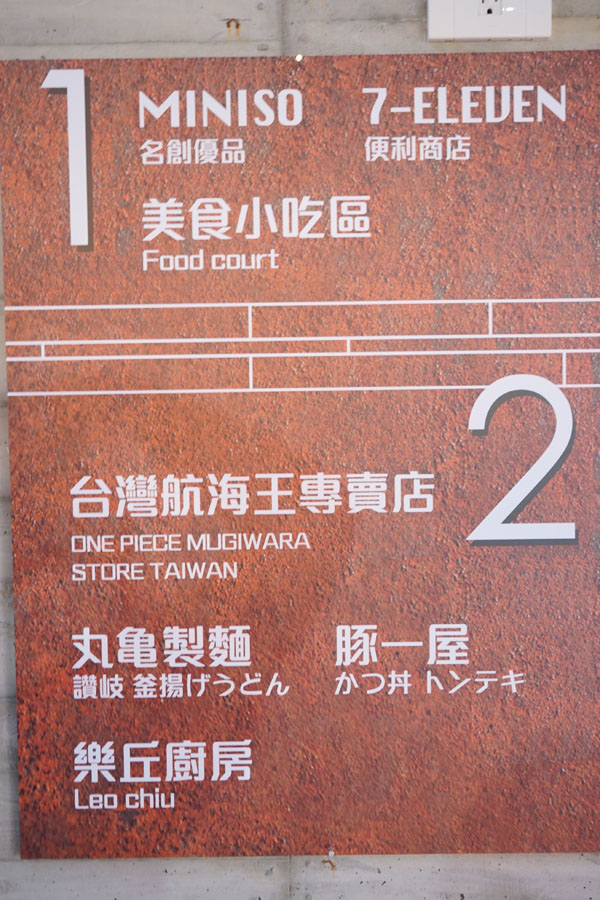 1
MINISO
名創優品
7-ELEVEN
便利商店
美食小吃區
Food court
2
台灣航海王專賣店
ONE PIECE MUGIWARA
STORE TAIWAN
丸亀製麵
讚岐 釜揚げうどん
豚一屋
かつ丼 トンテキ
樂丘廚房
Leo chiu